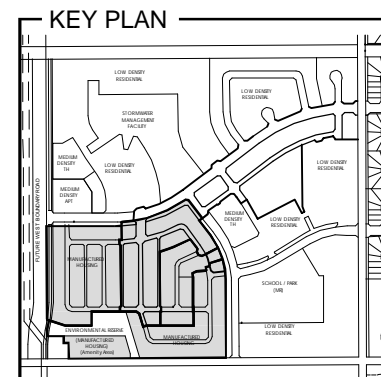 KEY PLAN
LOW DENSITY
RESIDENTIAL
LOW DENSITY
RESIDENTIAL
STORMWATER
MANAGEMENT
FACILITY
MEDIUM
DENSITY
TH
LOW DENSITY
RESIDENTIAL
LOW DENSITY
RESIDENTIAL
MEDIUM
DENSITY
APT
MEDIUM
DENSITY
TH
LOW DENSITY
RESIDENTIAL
FUTURE WEST BOUNDARY ROAD
MANUFACTURED
HOUSING
SCHOOL / PARK
(MR)
ENVIRONMENTAL RESERVE
(MANUFACTURED
HOUSING)
(Amenity Area)
MANUFACTURED
HOUSING
LOW DENSITY
RESIDENTIAL